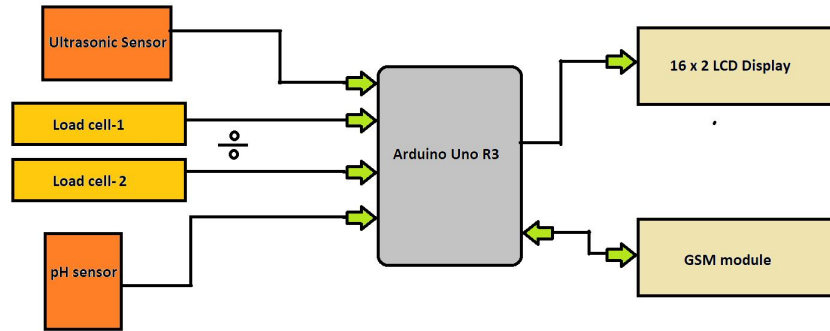 Ultrasonic Sensor
Load cell-1
Load cell- 2
pH sensor
Arduino Uno R3
16 x 2 LCD Display
GSM module